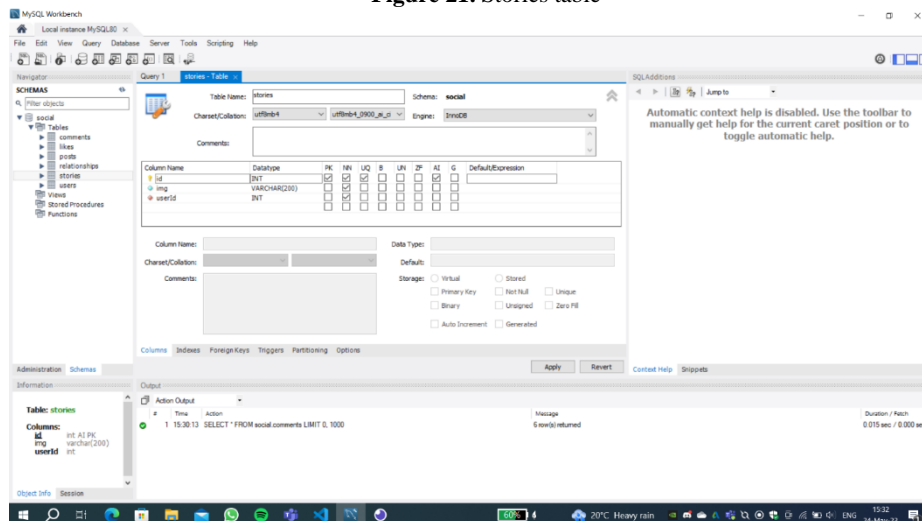 Figure 21. Stories table
MySQL Workbench
Local instance MySQL80 ×
File Edit View Query Database Server Tools Scripting Help
Navigator
SCHEMAS
Filter objects
social
Tables
comments
likes
posts
relationships
stories
users
Views
Stored Procedures
Functions
Administration Schemas
Query 1 stories - Table ×
Table Name: stories Schema: social
Charset/Collation: utf8mb4 utf8mb4_0900_ai_ci Engine: InnoDB
Comments:
Column Name Datatype PK NN UQ B UN ZF AI G Default/Expression
id INT
img VARCHAR(200)
userId INT
Column Name: Data Type:
Charset/Collation: Default:
Comments: Storage: Virtual Stored
Primary Key Not Null Unique
Binary Unsigned Zero Fill
Auto Increment Generated
Columns Indexes Foreign Keys Triggers Partitioning Options
Apply Revert
SQL Additions
Jump to
Automatic context help is disabled. Use the toolbar to
manually get help for the current caret position or to
toggle automatic help.
Context Help Snippets
Information
Table: stories
Columns:
id int AI PK
img varchar(200)
userId int
Object Info Session
Output
Action Output
# Time Action Message Duration / Fetch
1 15:30:13 SELECT * FROM social.comments LIMIT 0, 1000 6 row(s) returned 0.015 sec / 0.000 se
60% 20°C Heavy rain ENG 15:32